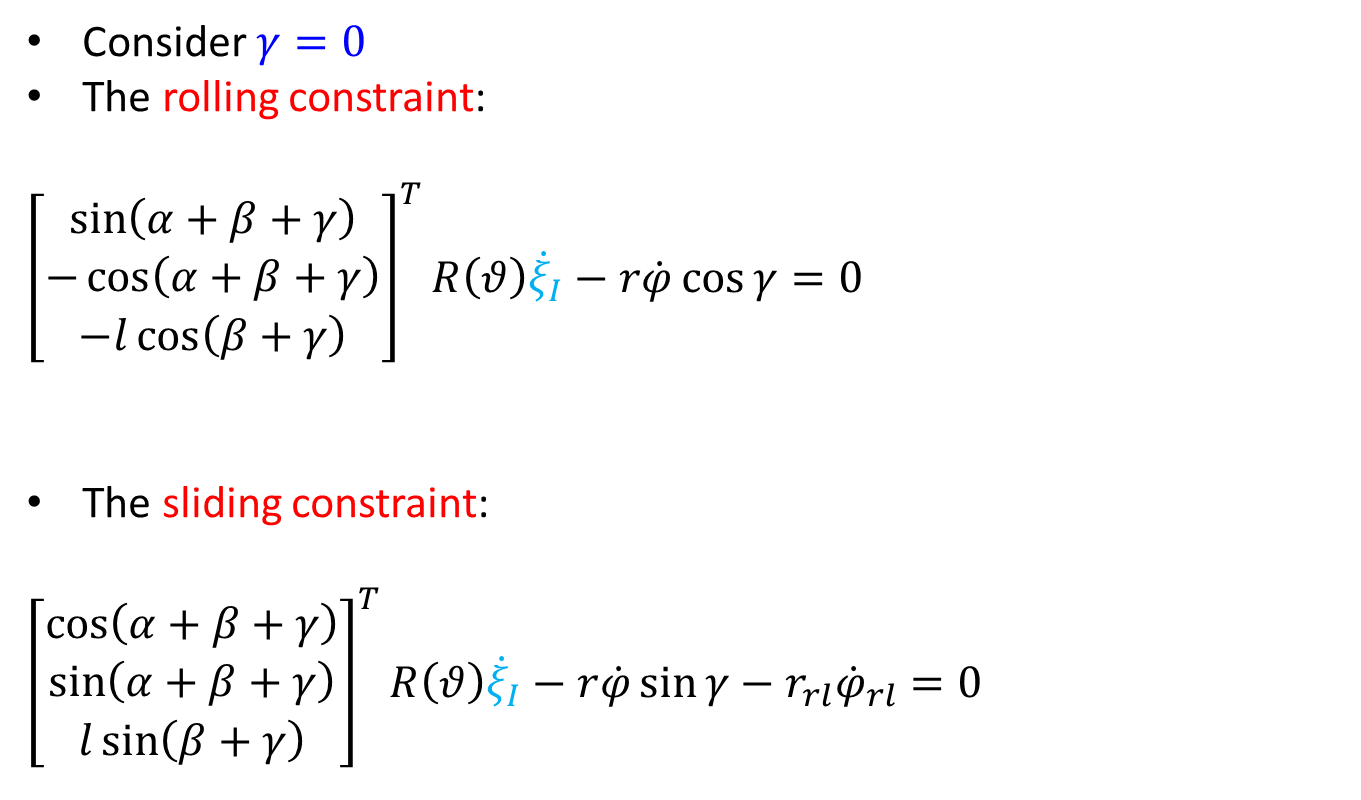 • Consider γ = 0
• The rolling constraint:
[ sin(α + β + γ)
− cos(α + β + γ)
−l cos(β + γ) ]ᵀ R(ϑ)ξ̇_I − rφ̇ cos γ = 0
• The sliding constraint:
[ cos(α + β + γ)
sin(α + β + γ)
l sin(β + γ) ]ᵀ R(ϑ)ξ̇_I − rφ̇ sin γ − r_rl φ̇_rl = 0